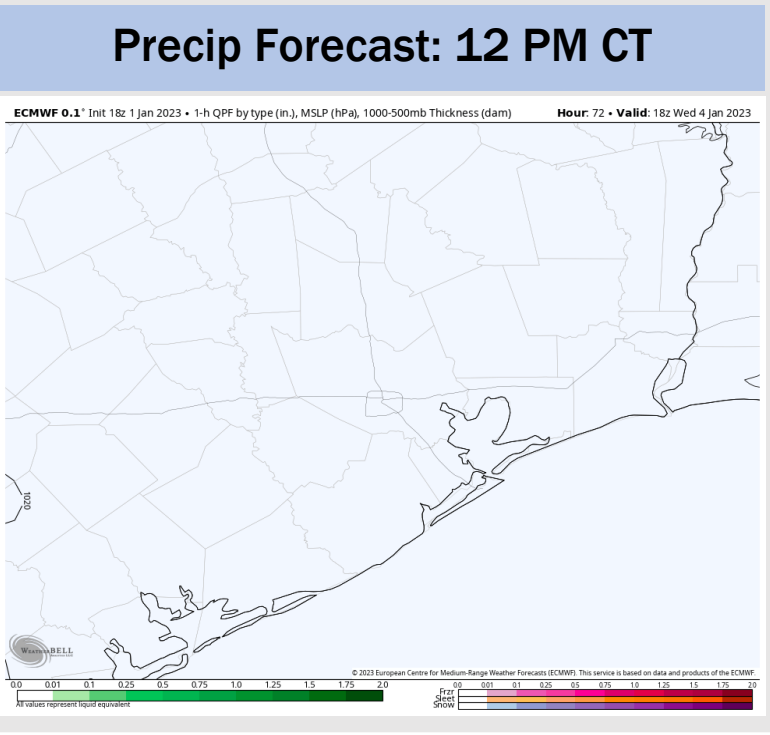 Precip Forecast: 12 PM CT
ECMWF 0.1° Init 18z 1 Jan 2023 • 1-h QPF by type (in.), MSLP (hPa), 1000-500mb Thickness (dam) Hour: 72 • Valid: 18z Wed 4 Jan 2023
1020
WEATHERBELL
© 2023 European Centre for Medium-Range Weather Forecasts (ECMWF). This service is based on data and products of the ECMWF.
0.0 0.01 0.1 0.25 0.5 0.75 1.0 1.25 1.5 1.75 2.0
All values represent liquid equivalent
0.0 0.01 0.1 0.25 0.5 0.75 1.0 1.25 1.5 1.75 2.0
Frzr
Sleet
Snow